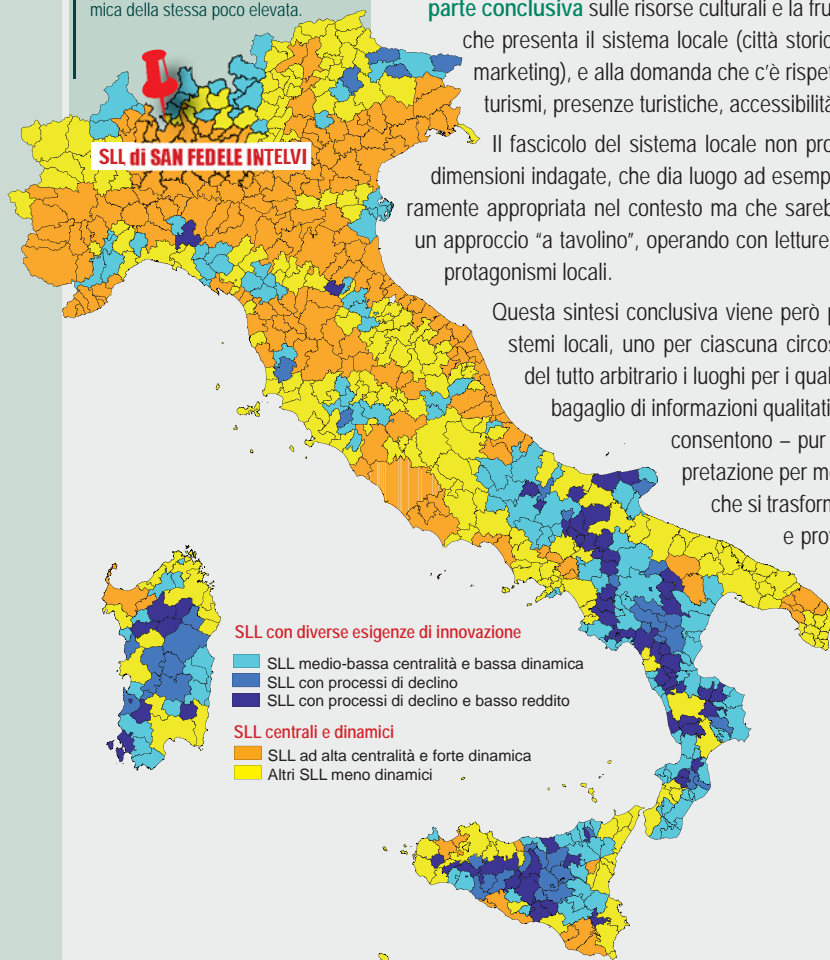 mica della stessa poco elevata.
parte conclusiva sulle risorse culturali e la fru
che presenta il sistema locale (città storic
marketing), e alla domanda che c'è rispet
turismi, presenze turistiche, accessibilità
Il fascicolo del sistema locale non pro
dimensioni indagate, che dia luogo ad esemp
ramente appropriata nel contesto ma che sareb
un approccio "a tavolino", operando con letture
protagonismi locali.
Questa sintesi conclusiva viene però p
stemi locali, uno per ciascuna circos
del tutto arbitrario i luoghi per i qual
bagaglio di informazioni qualitati
consentono – pur
pretazione per me
che si trasform
e prov
SLL di SAN FEDELE INTELVI
SLL con diverse esigenze di innovazione
SLL medio-bassa centralità e bassa dinamica
SLL con processi di declino
SLL con processi di declino e basso reddito
SLL centrali e dinamici
SLL ad alta centralità e forte dinamica
Altri SLL meno dinamici